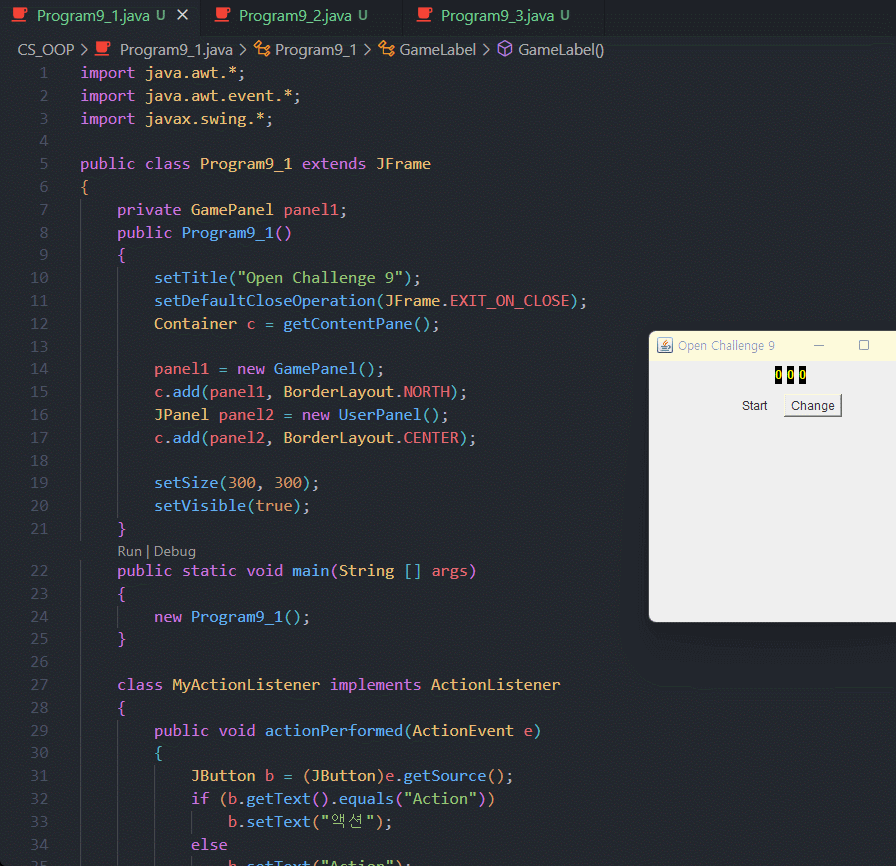 Program9_1.java U Program9_2.java U Program9_3.java U
CS_OOP > Program9_1.java > Program9_1 > GameLabel > GameLabel()
1 import java.awt.*;
2 import java.awt.event.*;
3 import javax.swing.*;
4
5 public class Program9_1 extends JFrame
6 {
7 private GamePanel panel1;
8 public Program9_1()
9 {
10 setTitle("Open Challenge 9");
11 setDefaultCloseOperation(JFrame.EXIT_ON_CLOSE);
12 Container c = getContentPane();
13
14 panel1 = new GamePanel();
15 c.add(panel1, BorderLayout.NORTH);
16 JPanel panel2 = new UserPanel();
17 c.add(panel2, BorderLayout.CENTER);
18
19 setSize(300, 300);
20 setVisible(true);
21 }
Run | Debug
22 public static void main(String [] args)
23 {
24 new Program9_1();
25 }
26
27 class MyActionListener implements ActionListener
28 {
29 public void actionPerformed(ActionEvent e)
30 {
31 JButton b = (JButton)e.getSource();
32 if (b.getText().equals("Action"))
33 b.setText("액션");
34 else
35 b.setText("Action");
Open Challenge 9
0 0 0
Start Change